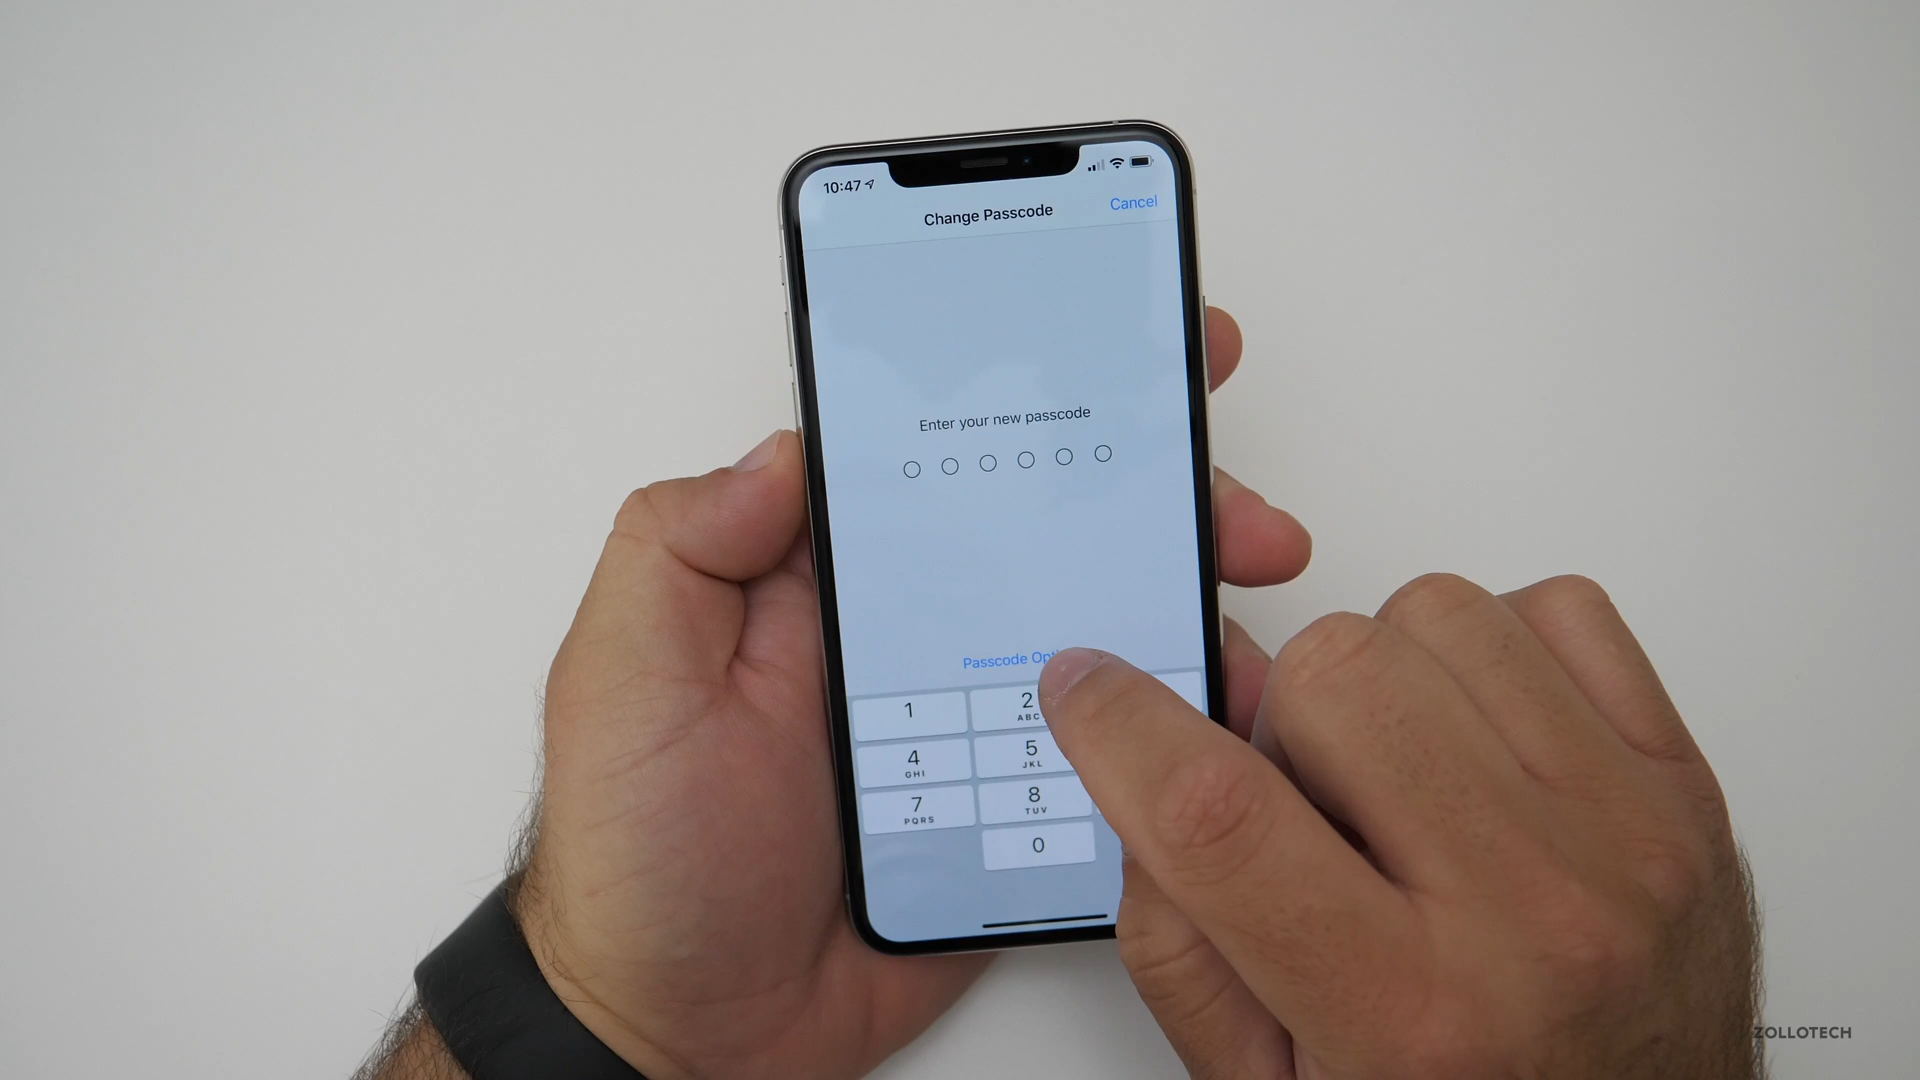 10:47
Change Passcode
Cancel
Enter your new passcode
Passcode
1
2
ABC
4
GHI
5
JKL
7
PQRS
8
TUV
0
ZOLLOTECH